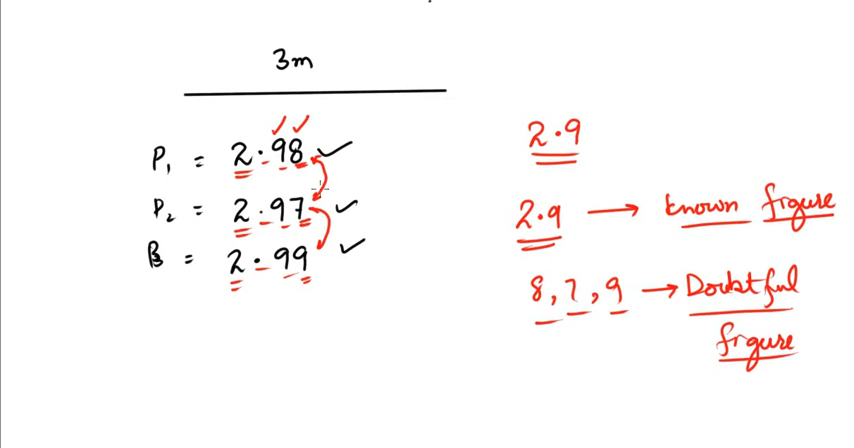 3m
P1 = 2.98
P2 = 2.97
P3 = 2.99
2.9
2.9 → known figure
8, 7, 9 → Doubtful
figure